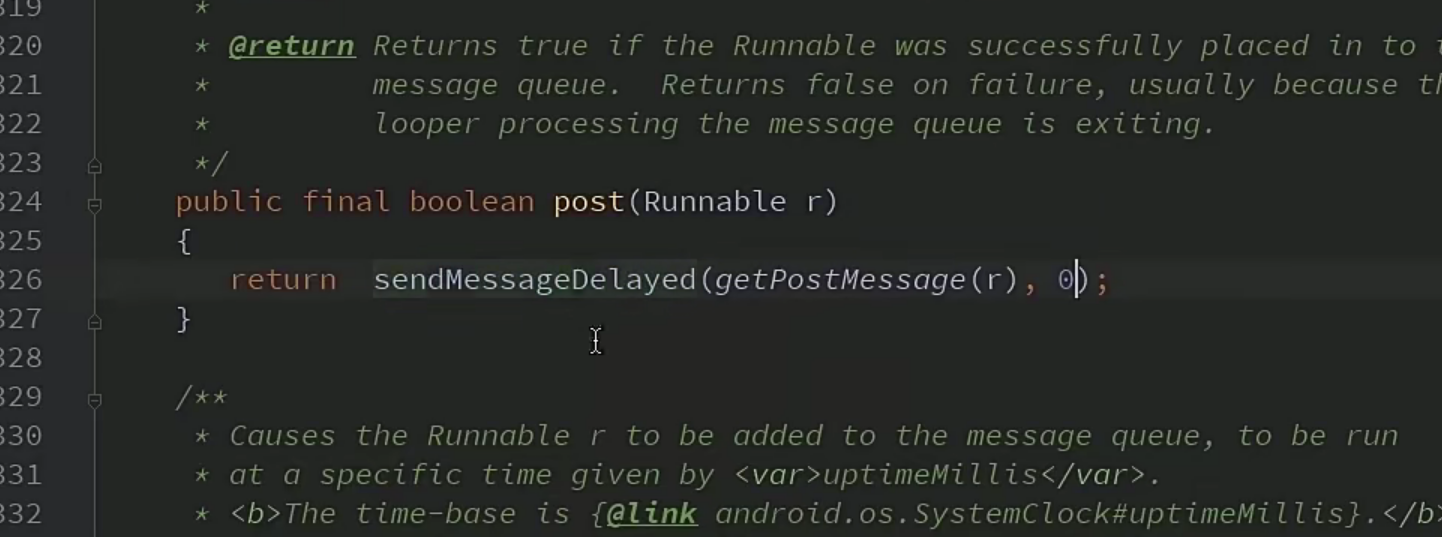 319 *
320 * @return Returns true if the Runnable was successfully placed in to
321 * message queue.  Returns false on failure, usually because
322 * looper processing the message queue is exiting.
323 */
324 public final boolean post(Runnable r)
325 {
326 return  sendMessageDelayed(getPostMessage(r), 0);
327 }
328
329 /**
330 * Causes the Runnable r to be added to the message queue, to be run
331 * at a specific time given by <var>uptimeMillis</var>.
332 * <b>The time-base is {@link android.os.SystemClock#uptimeMillis}.</b